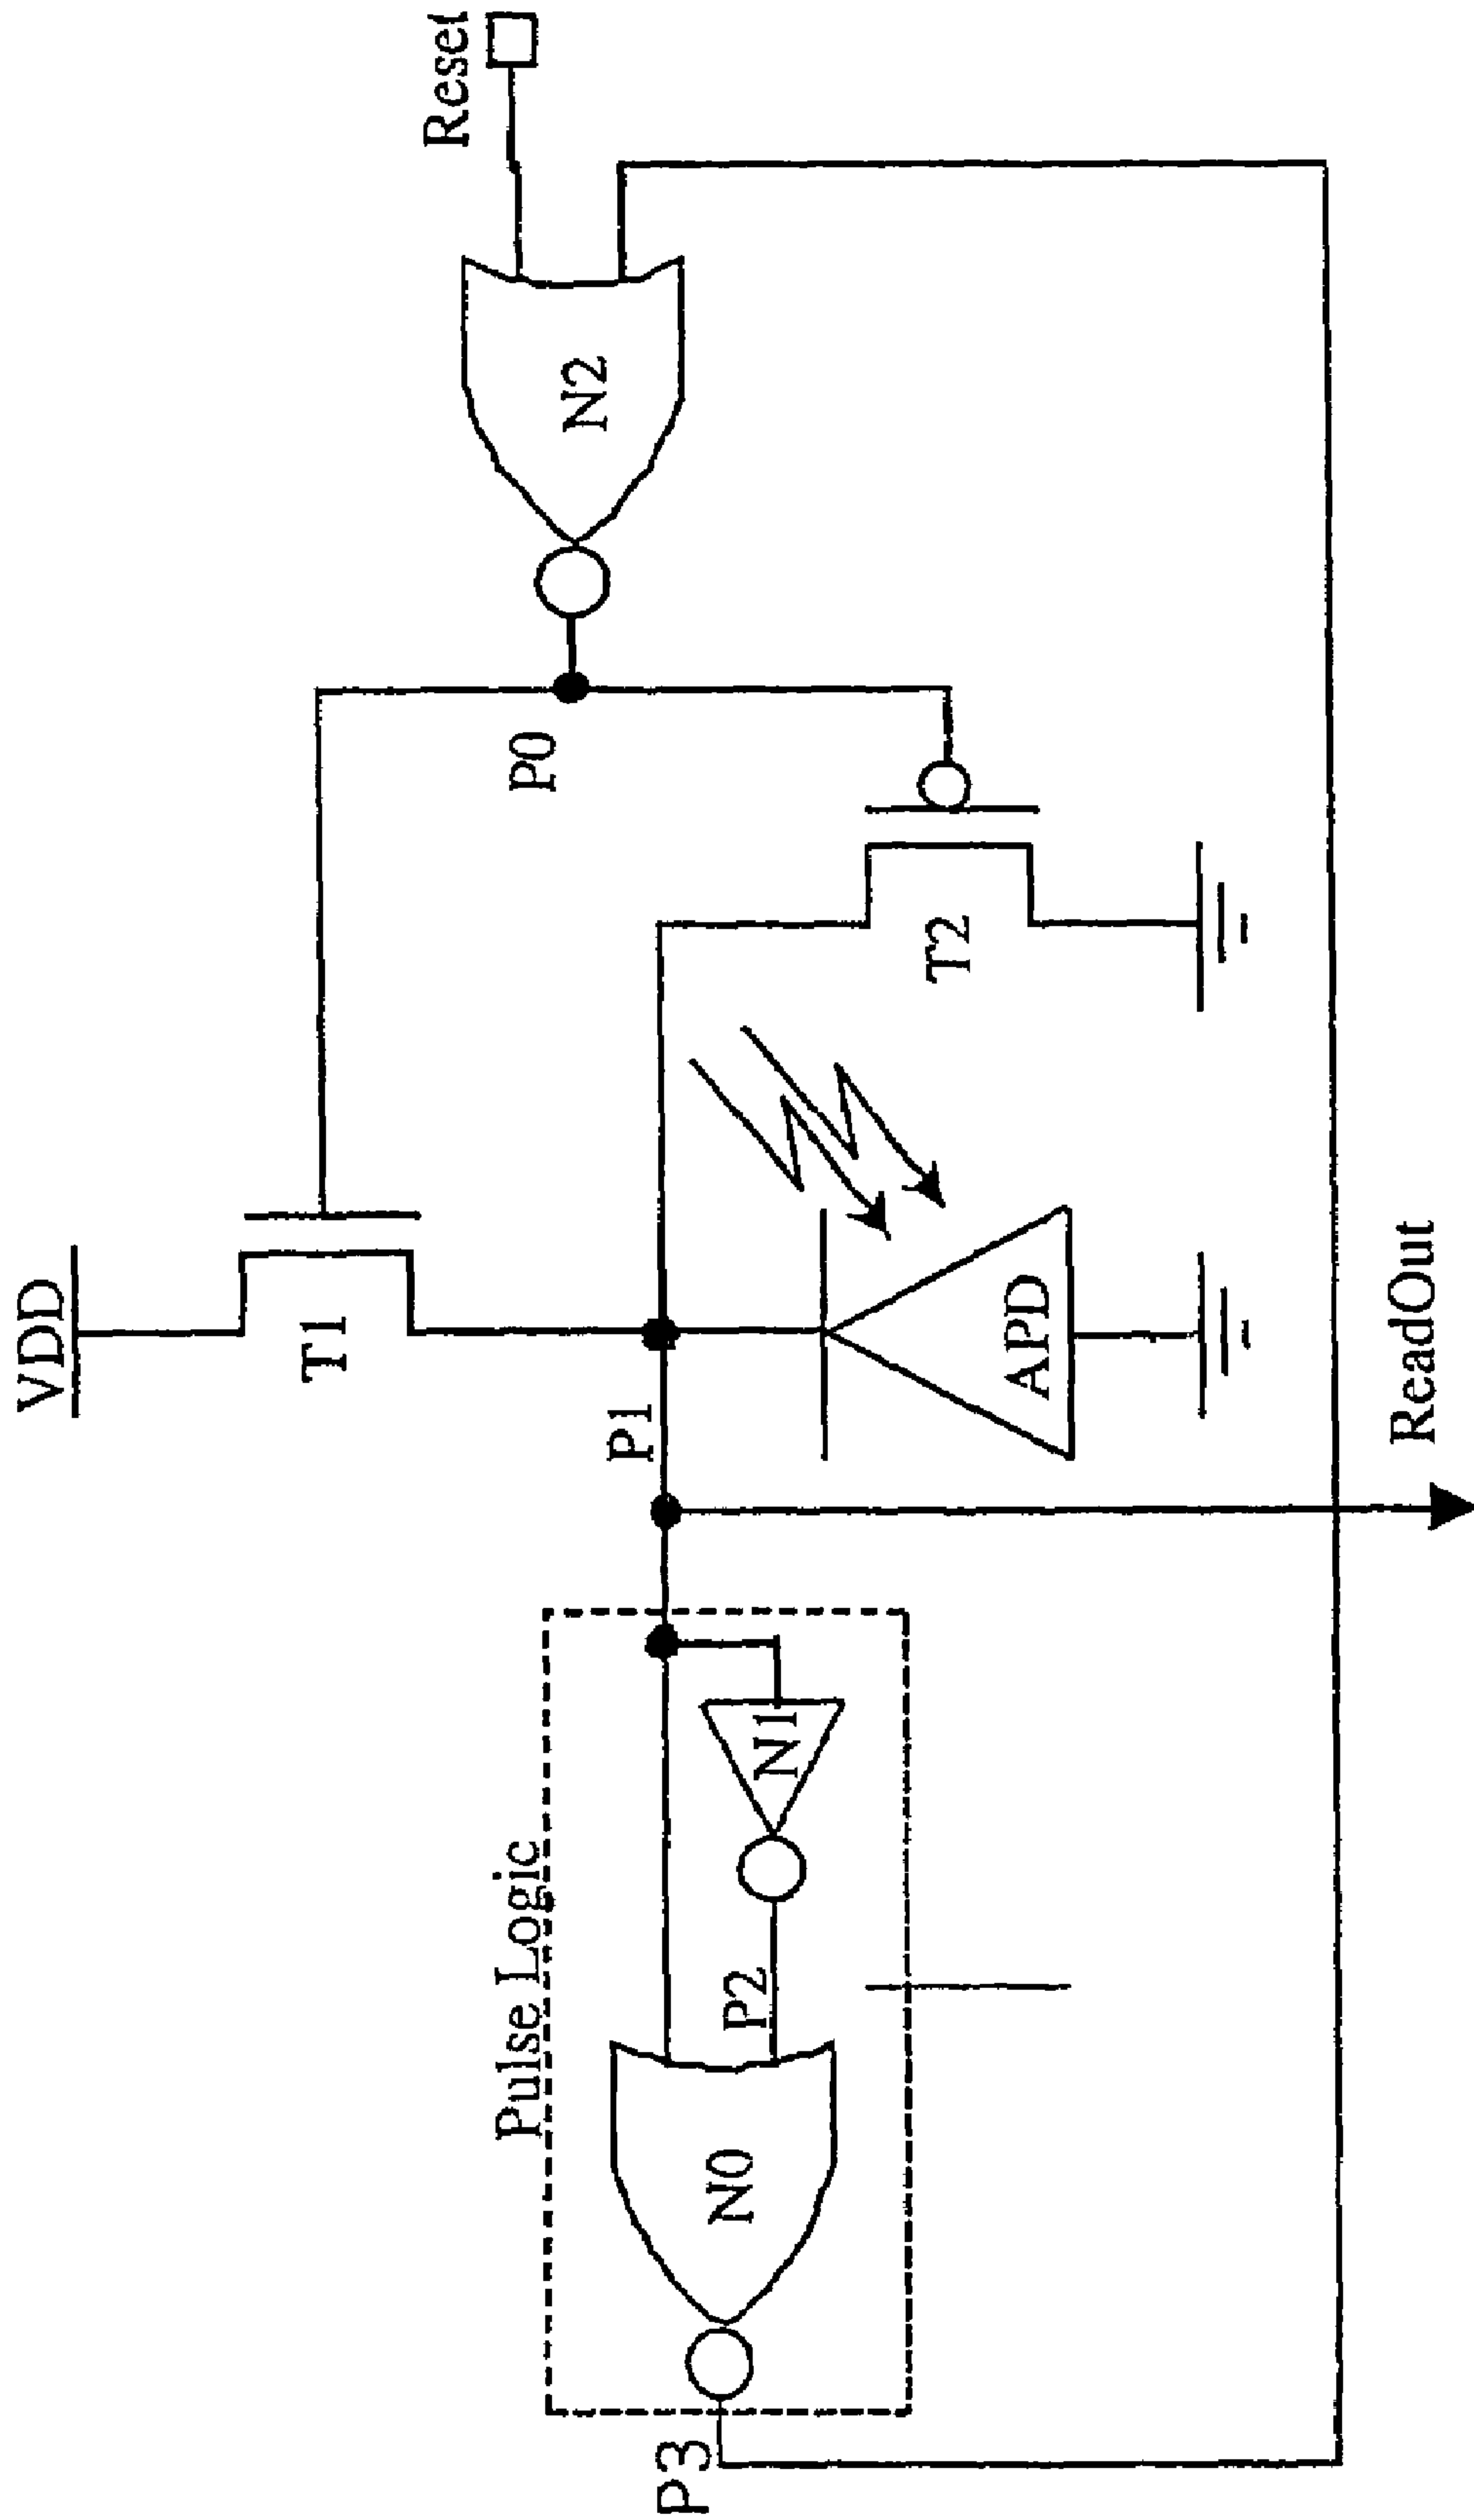 Reset
N2
P0
VDD
T1
T2
P1
APD
ReadOut
Pulse Logic
N1
P2
N0
P3